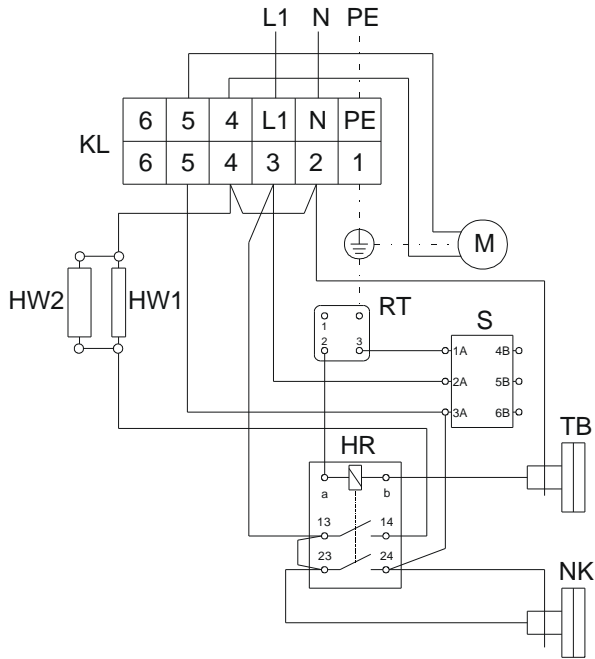 L1 N PE
6 5 4 L1 N PE
KL
6 5 4 3 2 1
M
HW2 HW1
RT
1
2 3
S
1A 4B
2A 5B
3A 6B
TB
HR
a b
13 14
23 24
NK